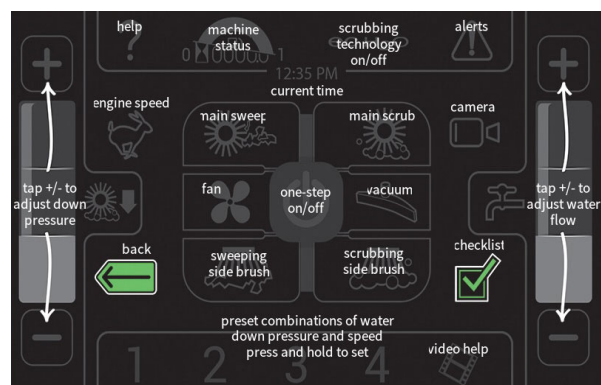 help
machine
status
scrubbing
technology
on/off
alerts
12:35 PM
current time
engine speed
main sweep
main scrub
camera
tap +/- to
adjust down
pressure
fan
one-step
on/off
vacuum
tap +/- to
adjust water
flow
back
sweeping
side brush
scrubbing
side brush
checklist
preset combinations of water
down pressure and speed
press and hold to set
1 2 3 4
video help